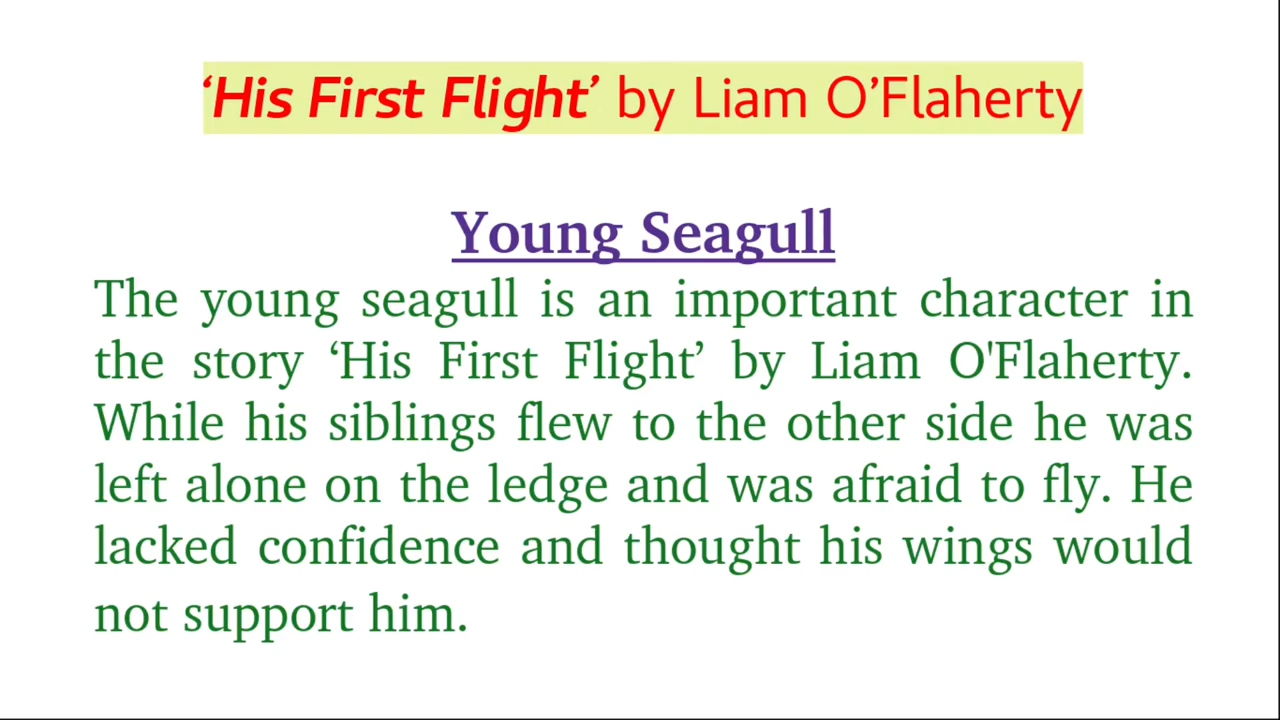 ‘His First Flight’ by Liam O’Flaherty
Young Seagull
The young seagull is an important character in
the story ‘His First Flight’ by Liam O'Flaherty.
While his siblings flew to the other side he was
left alone on the ledge and was afraid to fly. He
lacked confidence and thought his wings would
not support him.